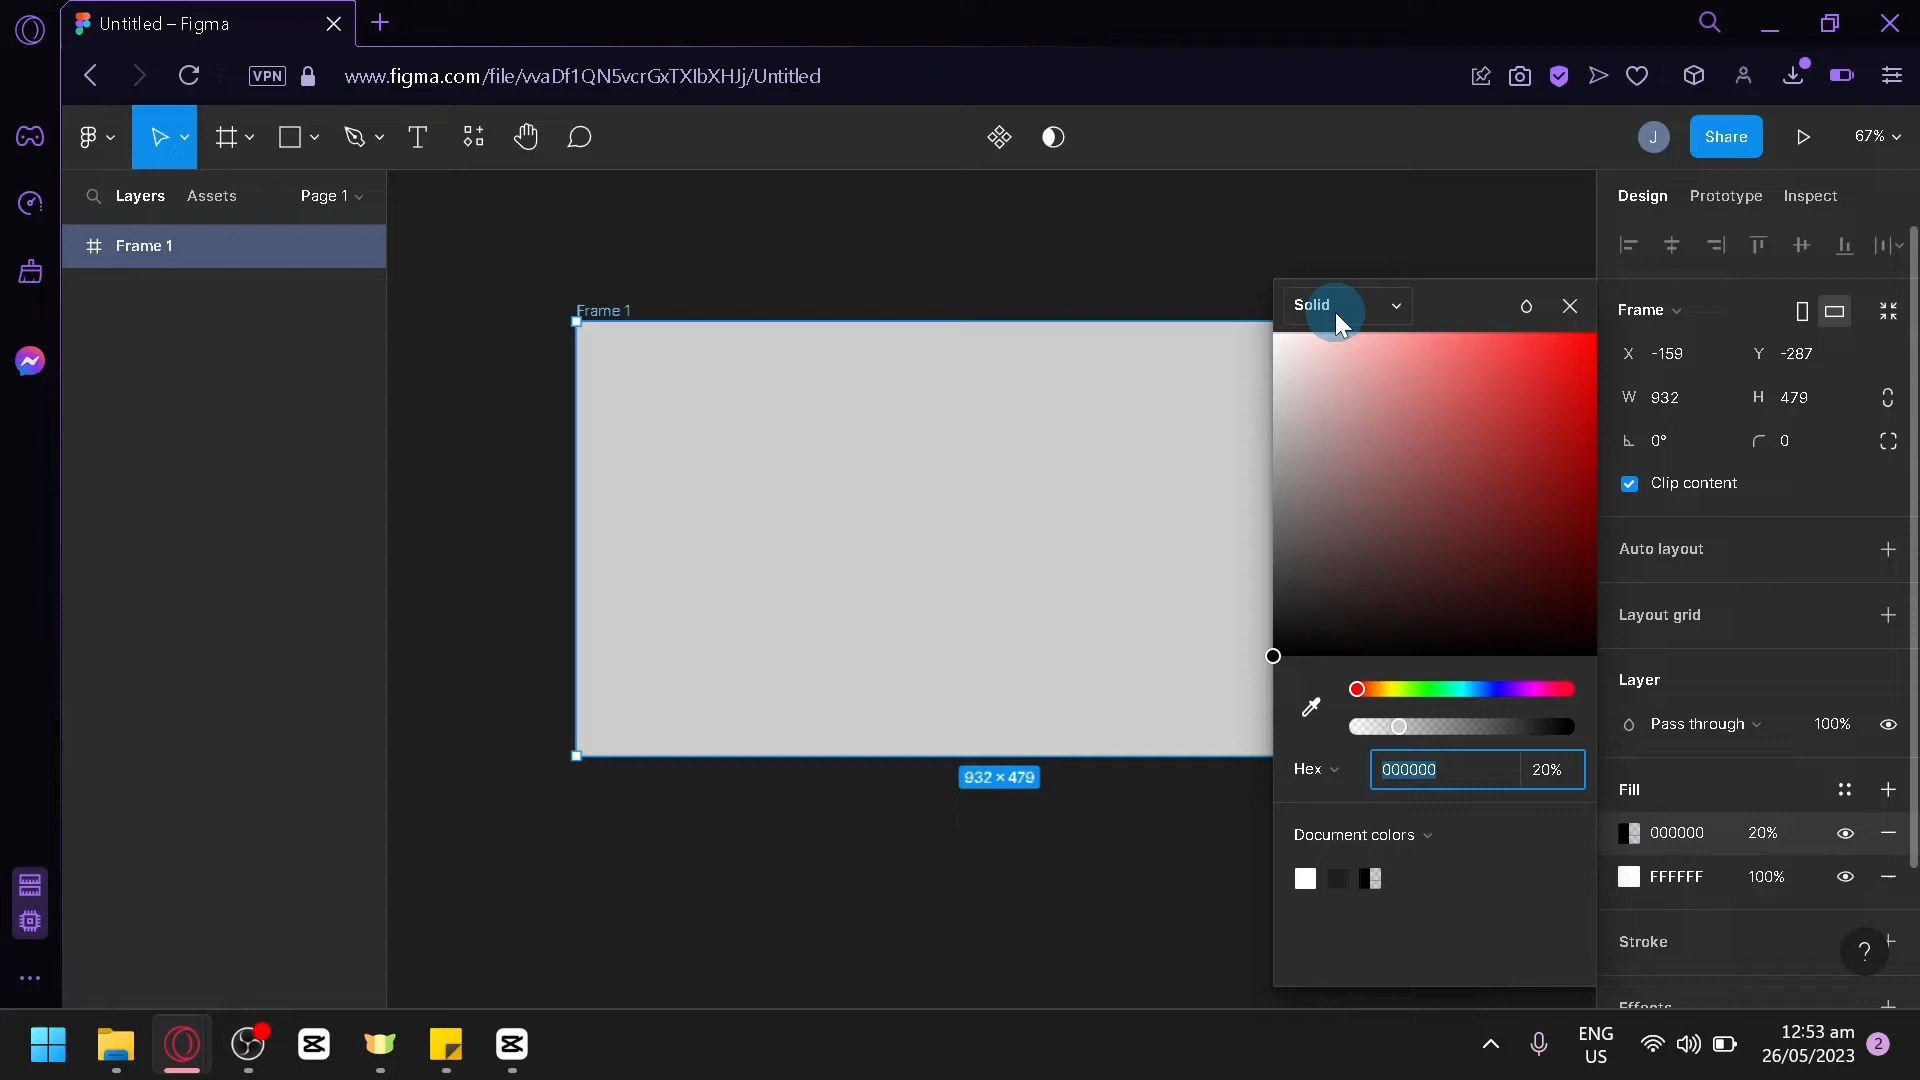 Untitled – Figma
VPN
www.figma.com/file/vvaDf1QN5vcrGxTXIbXHJj/Untitled
J
Share
67%
Layers
Assets
Page 1
Design
Prototype
Inspect
Frame 1
Frame 1
932 × 479
Solid
Hex
000000
20%
Document colors
Frame
X -159
Y -287
W 932
H 479
0°
0
Clip content
Auto layout
Layout grid
Layer
Pass through
100%
Fill
000000
20%
FFFFFF
100%
Stroke
?
Effects
ENG
US
12:53 am
26/05/2023
2